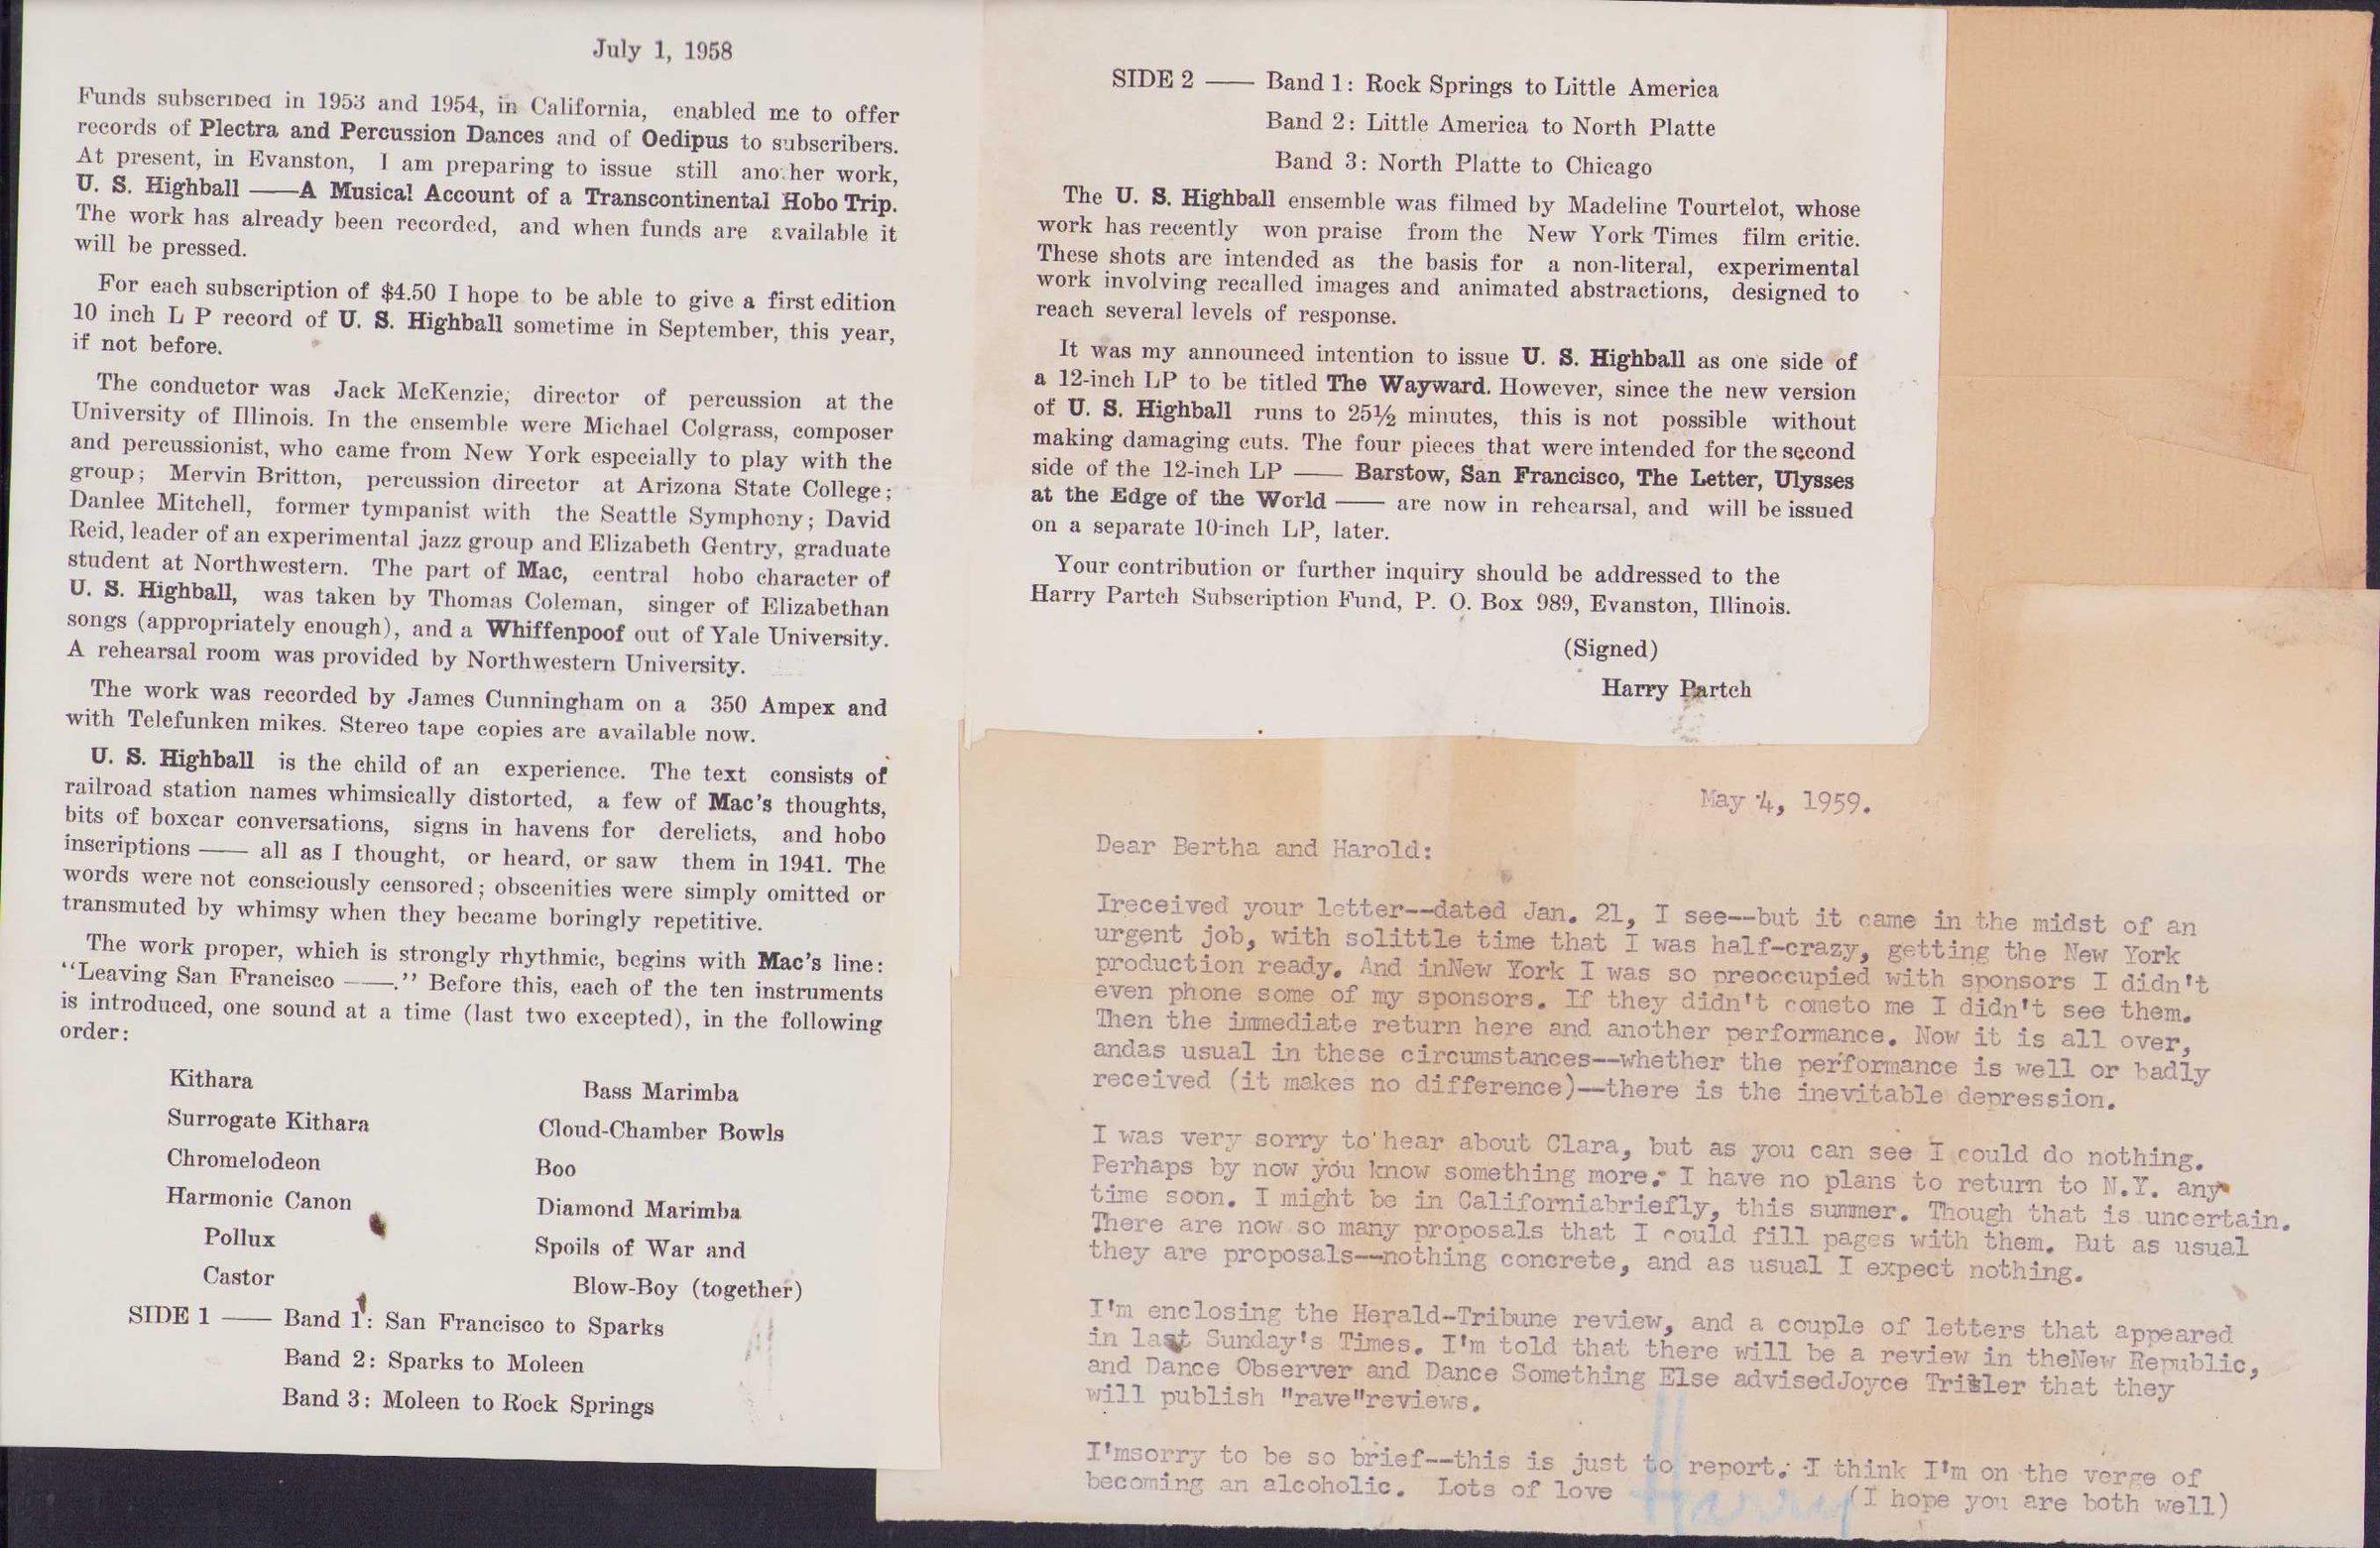 July 1, 1958
Funds subscribed in 1953 and 1954, in California, enabled me to offer
records of Plectra and Percussion Dances and of Oedipus to subscribers.
At present, in Evanston, I am preparing to issue still ano her work,
U. S. Highball ——A Musical Account of a Transcontinental Hobo Trip.
The work has already been recorded, and when funds are available it
will be pressed.
For each subscription of $4.50 I hope to be able to give a first edition
10 inch L P record of U. S. Highball sometime in September, this year,
if not before.
The conductor was Jack McKenzie, director of percussion at the
University of Illinois. In the ensemble were Michael Colgrass, composer
and percussionist, who came from New York especially to play with the
group; Mervin Britton, percussion director at Arizona State College;
Danlee Mitchell, former tympanist with the Seattle Symphony; David
Reid, leader of an experimental jazz group and Elizabeth Gentry, graduate
student at Northwestern. The part of Mac, central hobo character of
U. S. Highball, was taken by Thomas Coleman, singer of Elizabethan
songs (appropriately enough), and a Whiffenpoof out of Yale University.
A rehearsal room was provided by Northwestern University.
The work was recorded by James Cunningham on a 350 Ampex and
with Telefunken mikes. Stereo tape copies are available now.
U. S. Highball is the child of an experience. The text consists of
railroad station names whimsically distorted, a few of Mac's thoughts,
bits of boxcar conversations, signs in havens for derelicts, and hobo
inscriptions —— all as I thought, or heard, or saw them in 1941. The
words were not consciously censored; obscenities were simply omitted or
transmuted by whimsy when they became boringly repetitive.
The work proper, which is strongly rhythmic, begins with Mac's line:
"Leaving San Francisco ——." Before this, each of the ten instruments
is introduced, one sound at a time (last two excepted), in the following
order:
Kithara
Surrogate Kithara
Chromelodeon
Harmonic Canon
Pollux
Castor
Bass Marimba
Cloud-Chamber Bowls
Boo
Diamond Marimba
Spoils of War and
Blow-Boy (together)
SIDE 1 —— Band 1: San Francisco to Sparks
Band 2: Sparks to Moleen
Band 3: Moleen to Rock Springs
SIDE 2 —— Band 1: Rock Springs to Little America
Band 2: Little America to North Platte
Band 3: North Platte to Chicago
The U. S. Highball ensemble was filmed by Madeline Tourtelot, whose
work has recently won praise from the New York Times film critic.
These shots are intended as the basis for a non-literal, experimental
work involving recalled images and animated abstractions, designed to
reach several levels of response.
It was my announced intention to issue U. S. Highball as one side of
a 12-inch LP to be titled The Wayward. However, since the new version
of U. S. Highball runs to 25½ minutes, this is not possible without
making damaging cuts. The four pieces that were intended for the second
side of the 12-inch LP —— Barstow, San Francisco, The Letter, Ulysses
at the Edge of the World —— are now in rehearsal, and will be issued
on a separate 10-inch LP, later.
Your contribution or further inquiry should be addressed to the
Harry Partch Subscription Fund, P. O. Box 989, Evanston, Illinois.
(Signed)
Harry Partch
May 4, 1959.
Dear Bertha and Harold:
Ireceived your letter--dated Jan. 21, I see--but it came in the midst of an
urgent job, with solittle time that I was half-crazy, getting the New York
production ready. And inNew York I was so preoccupied with sponsors I didn't
even phone some of my sponsors. If they didn't cometo me I didn't see them.
Then the immediate return here and another performance. Now it is all over,
andas usual in these circumstances--whether the performance is well or badly
received (it makes no difference)--there is the inevitable depression.
I was very sorry to hear about Clara, but as you can see I could do nothing.
Perhaps by now you know something more. I have no plans to return to N.Y. any
time soon. I might be in Californiabriefly, this summer. Though that is uncertain.
There are now so many proposals that I could fill pages with them. But as usual
they are proposals--nothing concrete, and as usual I expect nothing.
I'm enclosing the Herald-Tribune review, and a couple of letters that appeared
in last Sunday's Times. I'm told that there will be a review in theNew Republic,
and Dance Observer and Dance Something Else advisedJoyce Trisler that they
will publish "rave"reviews.
I'msorry to be so brief--this is just to report. I think I'm on the verge of
becoming an alcoholic. Lots of love Harry (I hope you are both well)